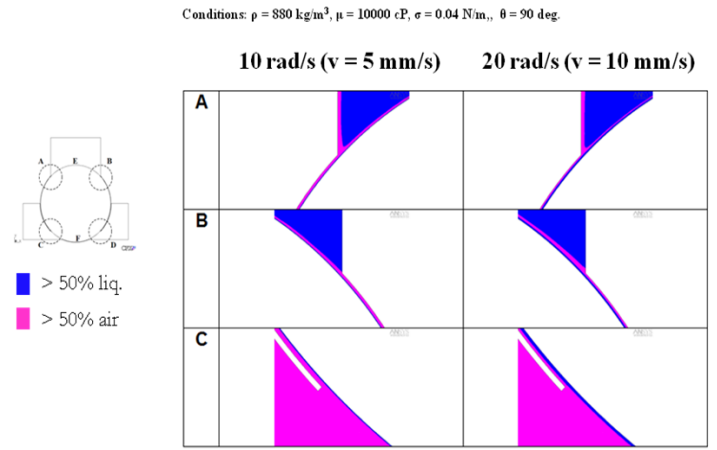 Conditions: ρ = 880 kg/m³, μ = 10000 cP, σ = 0.04 N/m,, θ = 90 deg.
10 rad/s (v = 5 mm/s) 20 rad/s (v = 10 mm/s)
A
B
C
A E B
C F D
> 50% liq.
> 50% air